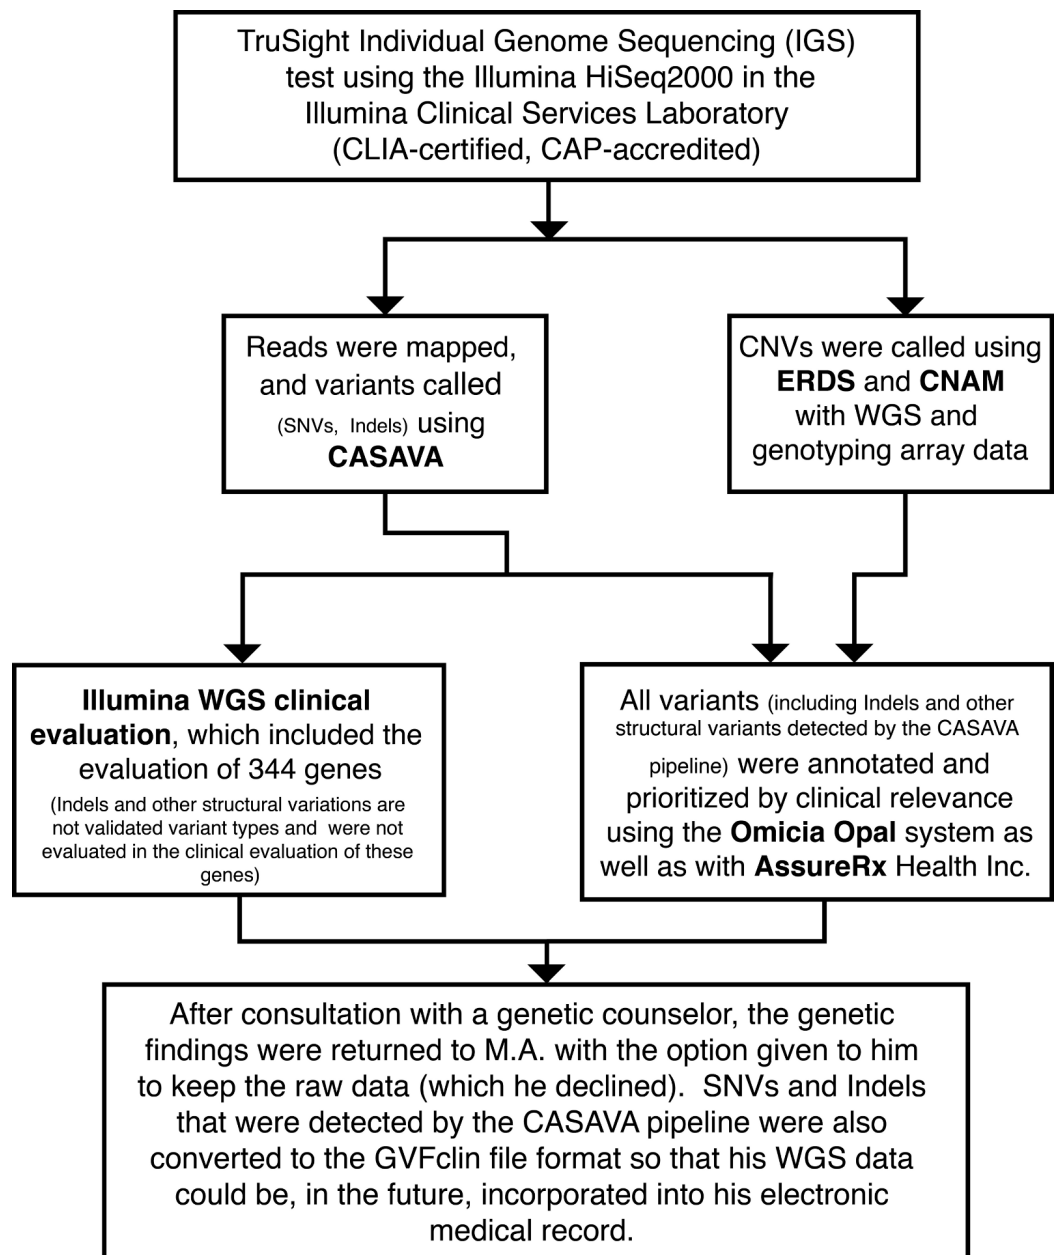 TruSight Individual Genome Sequencing (IGS)
test using the Illumina HiSeq2000 in the
Illumina Clinical Services Laboratory
(CLIA-certified, CAP-accredited)
Reads were mapped,
and variants called
(SNVs, Indels) using
CASAVA
CNVs were called using
ERDS and CNAM
with WGS and
genotyping array data
Illumina WGS clinical
evaluation, which included the
evaluation of 344 genes
(Indels and other structural variations are
not validated variant types and were not
evaluated in the clinical evaluation of these
genes)
All variants (including Indels and other
structural variants detected by the CASAVA
pipeline) were annotated and
prioritized by clinical relevance
using the Omicia Opal system as
well as with AssureRx Health Inc.
After consultation with a genetic counselor, the genetic
findings were returned to M.A. with the option given to him
to keep the raw data (which he declined). SNVs and Indels
that were detected by the CASAVA pipeline were also
converted to the GVFclin file format so that his WGS data
could be, in the future, incorporated into his electronic
medical record.